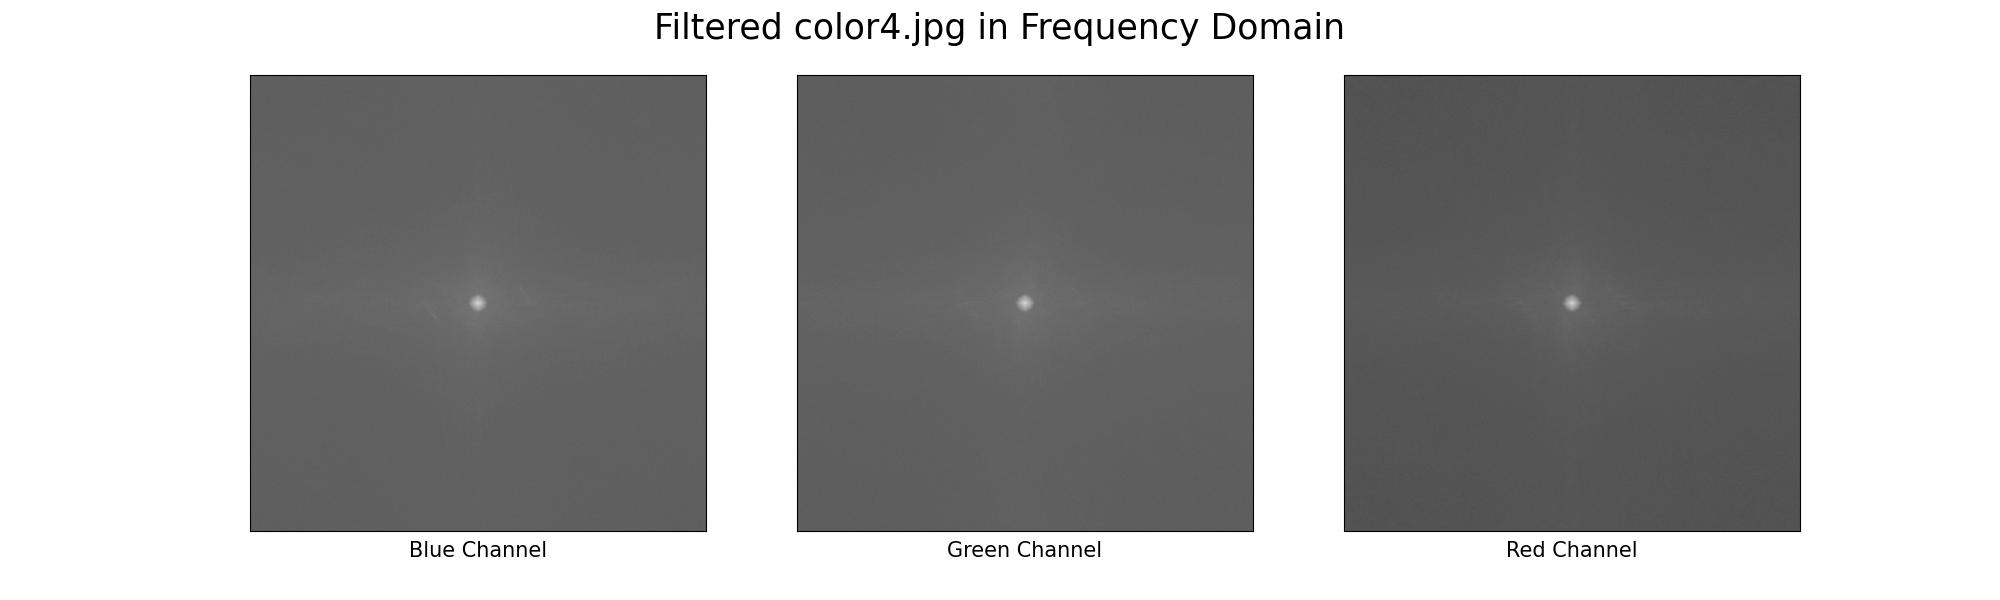 Filtered color4.jpg in Frequency Domain
Blue Channel
Green Channel
Red Channel